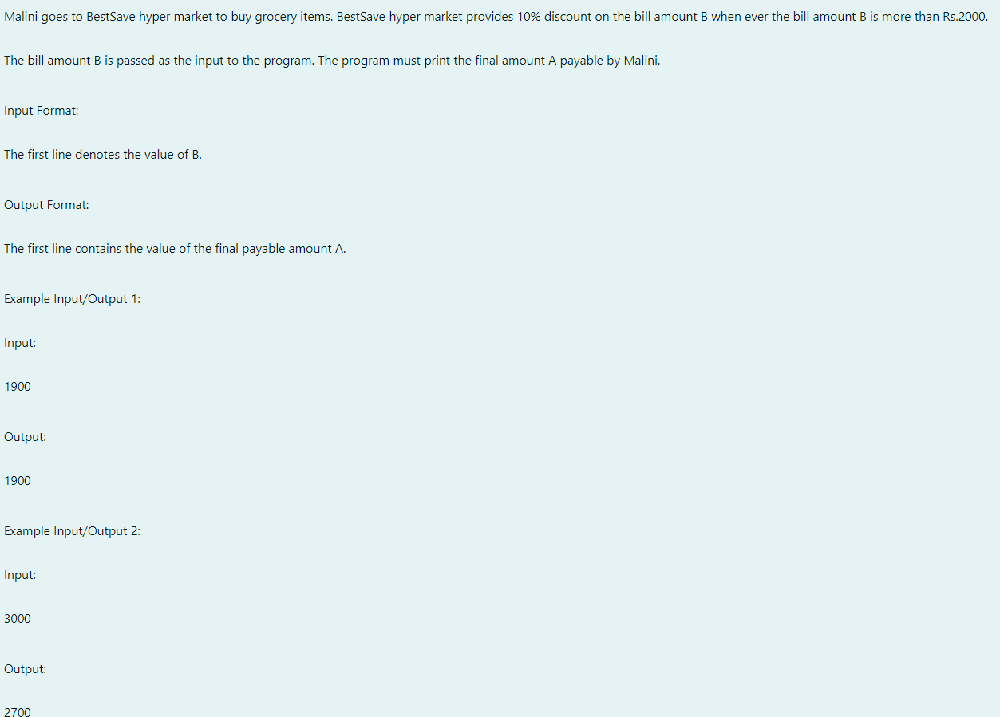 Malini goes to BestSave hyper market to buy grocery items. BestSave hyper market provides 10% discount on the bill amount B when ever the bill amount B is more than Rs.2000.
The bill amount B is passed as the input to the program. The program must print the final amount A payable by Malini.
Input Format:
The first line denotes the value of B.
Output Format:
The first line contains the value of the final payable amount A.
Example Input/Output 1:
Input:
1900
Output:
1900
Example Input/Output 2:
Input:
3000
Output:
2700